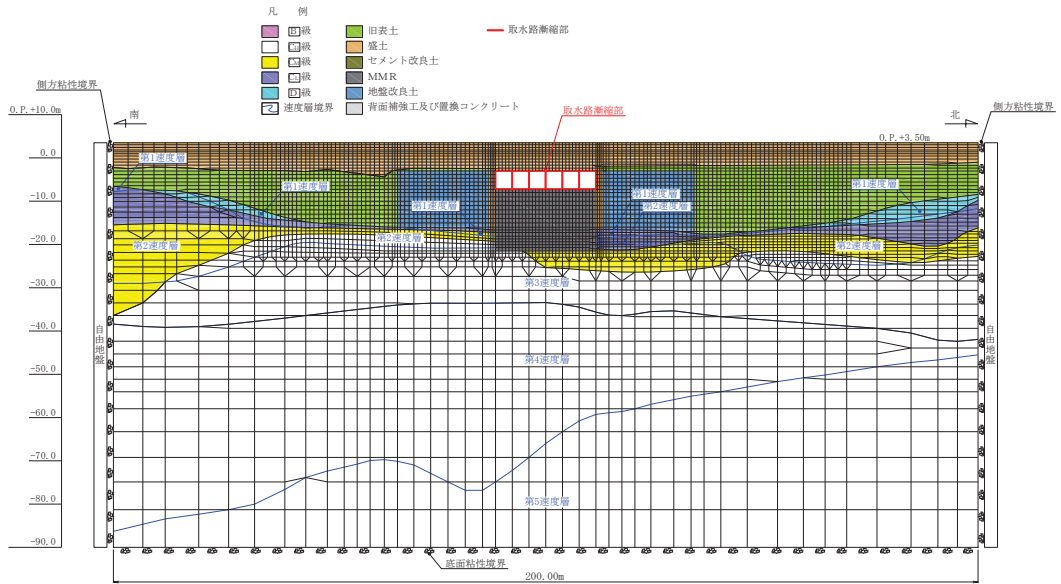 凡 例
B級
CH級
CM級
CL級
D級
速度層境界
旧表土
盛土
セメント改良土
MMR
地盤改良土
背面補強工及び置換コンクリート
取水路漸縮部
側方粘性境界
O.P.+10.0m
南
取水路漸縮部
北
側方粘性境界
O.P.+3.50m
0.0
-10.0
-20.0
-30.0
-40.0
-50.0
-60.0
-70.0
-80.0
-90.0
第1速度層
第1速度層
第1速度層
第1速度層
第1速度層
第2速度層
第2速度層
第2速度層
第2速度層
第3速度層
第4速度層
第5速度層
自由地盤
自由地盤
底面粘性境界
200.00m